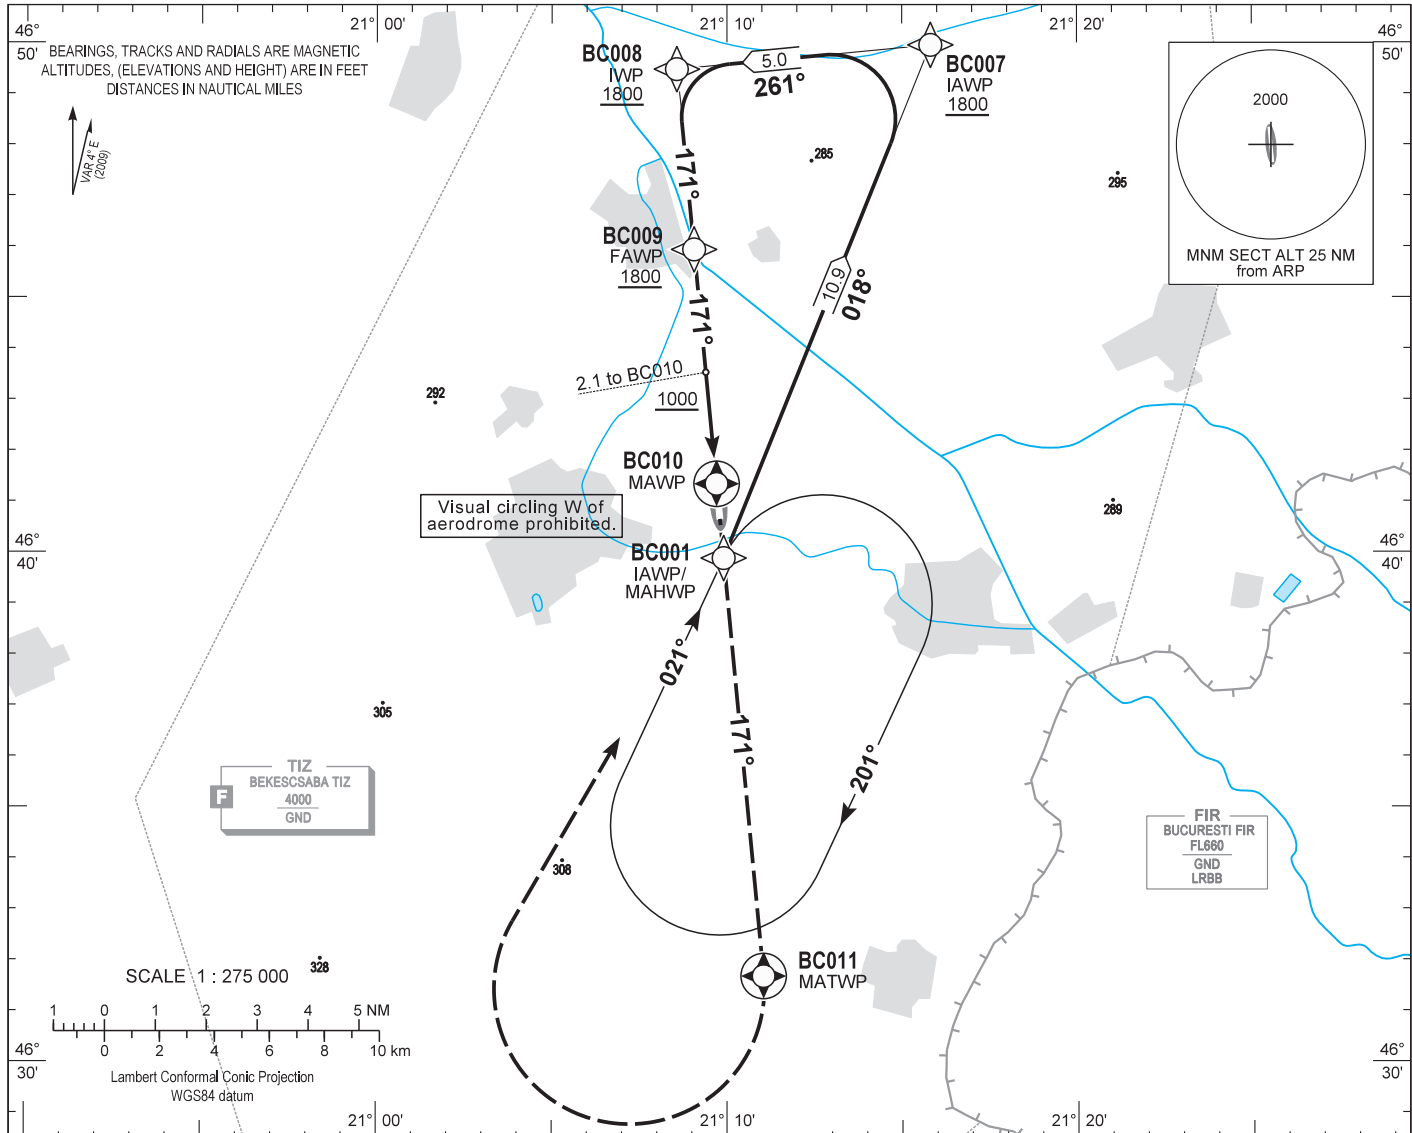 46°
50'
21° 00'
21° 10'
21° 20'
46°
50'
BEARINGS, TRACKS AND RADIALS ARE MAGNETIC
ALTITUDES, (ELEVATIONS AND HEIGHT) ARE IN FEET
DISTANCES IN NAUTICAL MILES
VAR 4° E
(2009)
BC008
IWP
1800
5.0
261°
BC007
IAWP
1800
2000
MNM SECT ALT 25 NM
from ARP
171°
285
295
BC009
FAWP
1800
10.9
018°
171°
2.1 to BC010
1000
292
BC010
MAWP
Visual circling W of
aerodrome prohibited.
289
46°
40'
BC001
IAWP/
MAHWP
46°
40'
021°
305
171°
201°
TIZ
BEKESCSABA TIZ
4000
GND
F
FIR
BUCURESTI FIR
FL660
GND
LRBB
308
328
BC011
MATWP
SCALE 1 : 275 000
1 0 1 2 3 4 5 NM
0 2 4 6 8 10 km
Lambert Conformal Conic Projection
WGS84 datum
46°
30'
46°
30'
21° 00'
21° 10'
21° 20'